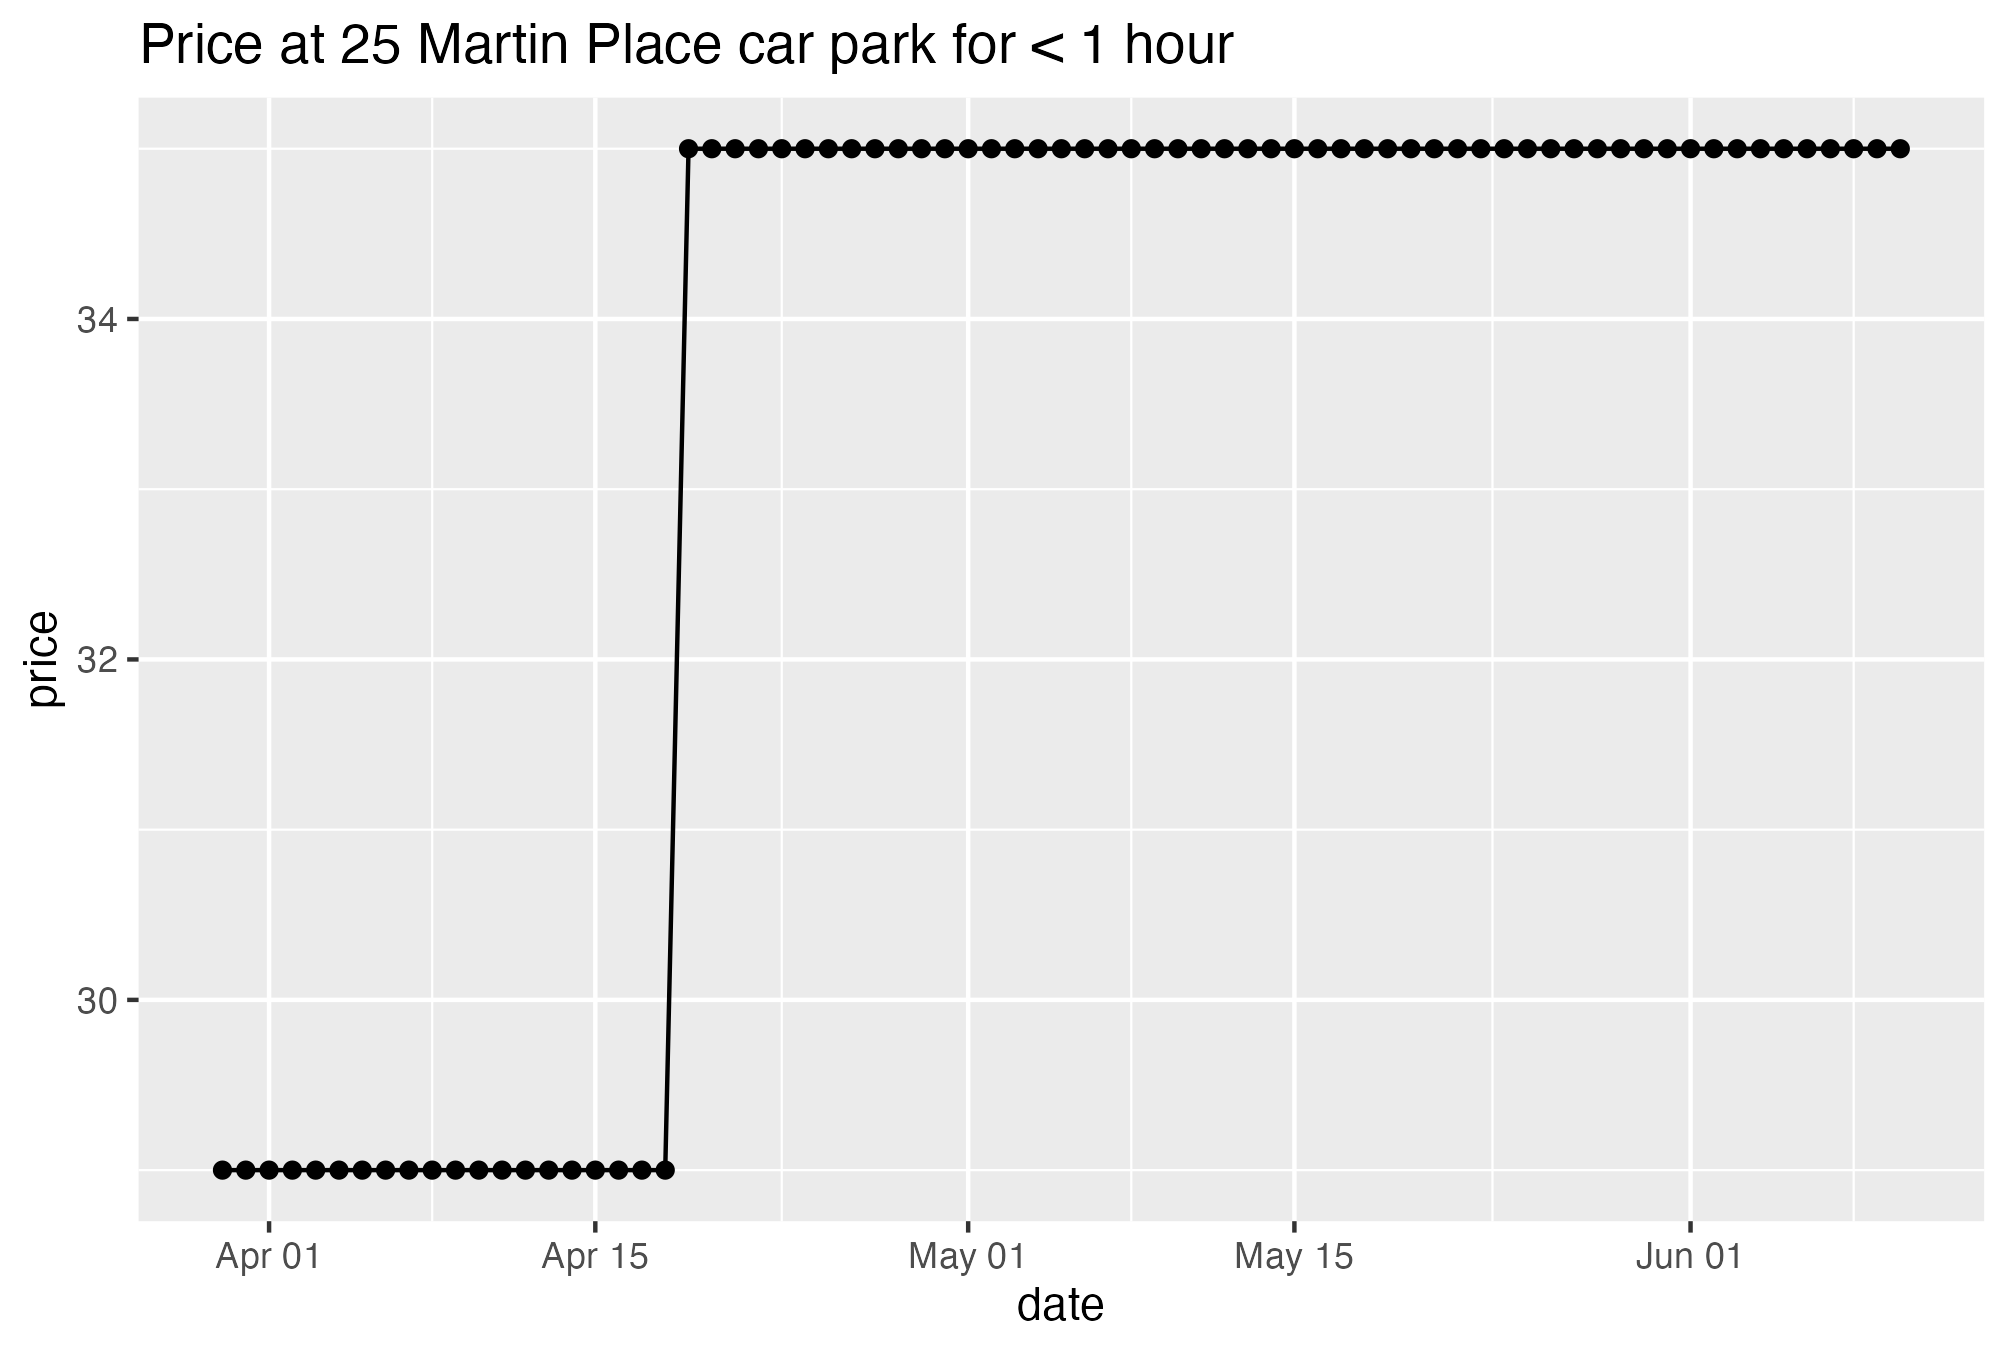 Price at 25 Martin Place car park for < 1 hour
price
34
32
30
Apr 01 Apr 15 May 01 May 15 Jun 01
date